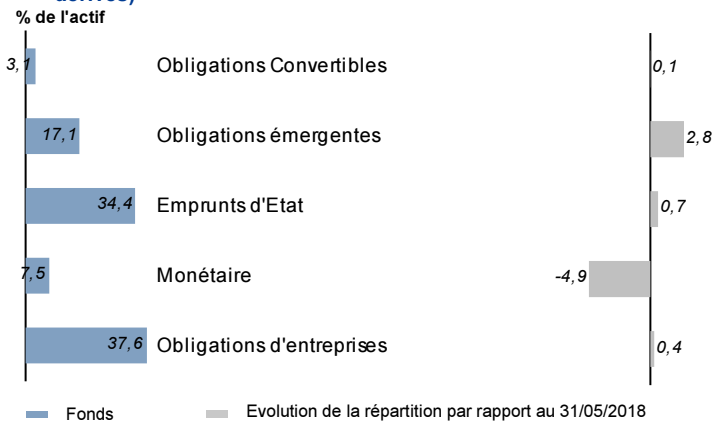 dérivés)
% de l'actif
3,1 Obligations Convertibles 0,1
17,1 Obligations émergentes 2,8
34,4 Emprunts d'Etat 0,7
7,5 Monétaire -4,9
37,6 Obligations d'entreprises 0,4
Fonds Evolution de la répartition par rapport au 31/05/2018